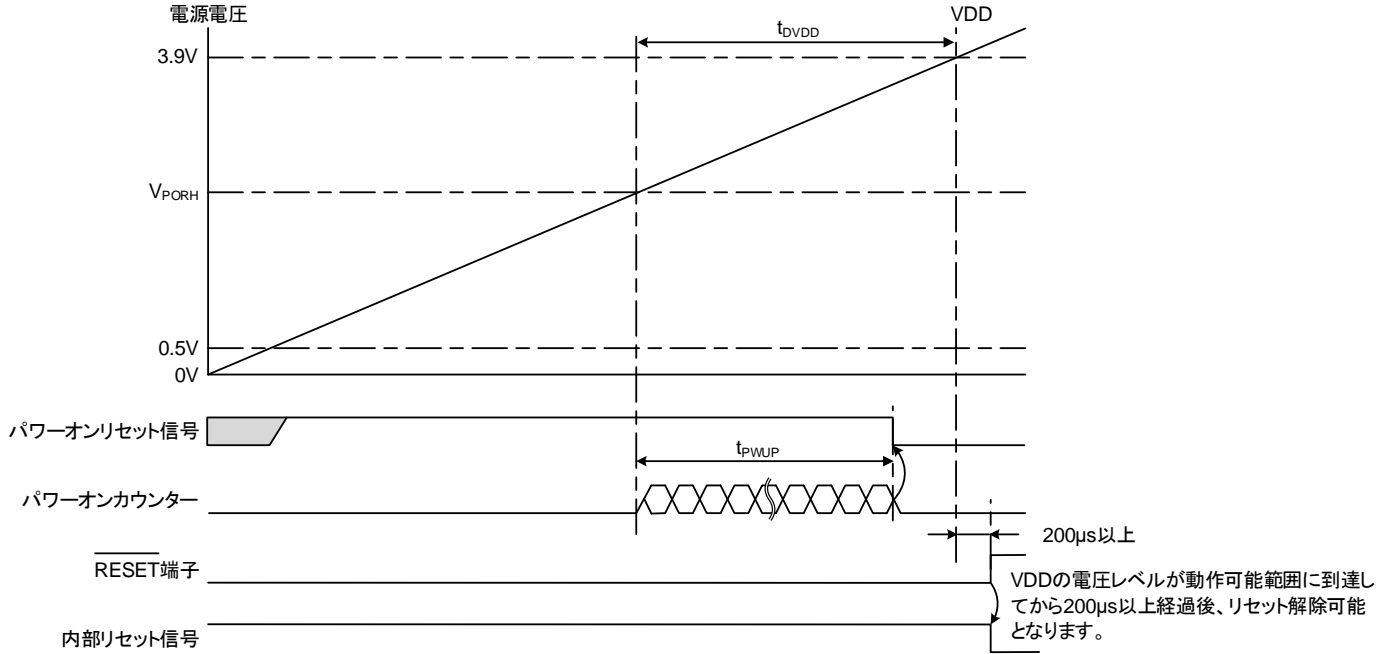 電源電圧
VDD
tDVDD
3.9V
VPORH
0.5V
0V
パワーオンリセット信号
tPWUP
パワーオンカウンター
200µs以上
RESET端子
VDDの電圧レベルが動作可能範囲に到達し
てから200µs以上経過後、リセット解除可能
となります。
内部リセット信号